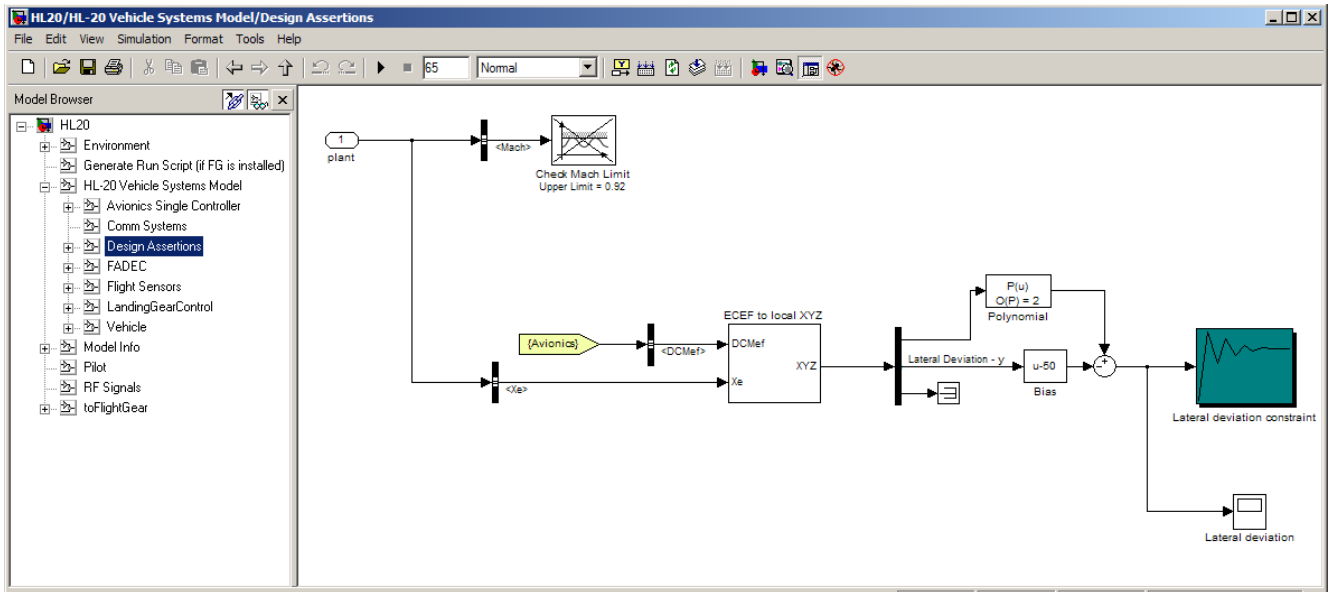 HL20/HL-20 Vehicle Systems Model/Design Assertions
File Edit View Simulation Format Tools Help
65 Normal
Model Browser
HL20
Environment
Generate Run Script (if FG is installed)
HL-20 Vehicle Systems Model
Avionics Single Controller
Comm Systems
Design Assertions
FADEC
Flight Sensors
LandingGearControl
Vehicle
Model Info
Pilot
RF Signals
toFlightGear
1
plant
<Mach>
Check Mach Limit
Upper Limit = 0.92
{Avionics}
<DCMef>
<Xe>
ECEF to local XYZ
DCMef
XYZ
Xe
P(u)
O(P) = 2
Polynomial
Lateral Deviation - y
u-50
Bias
Lateral deviation constraint
Lateral deviation